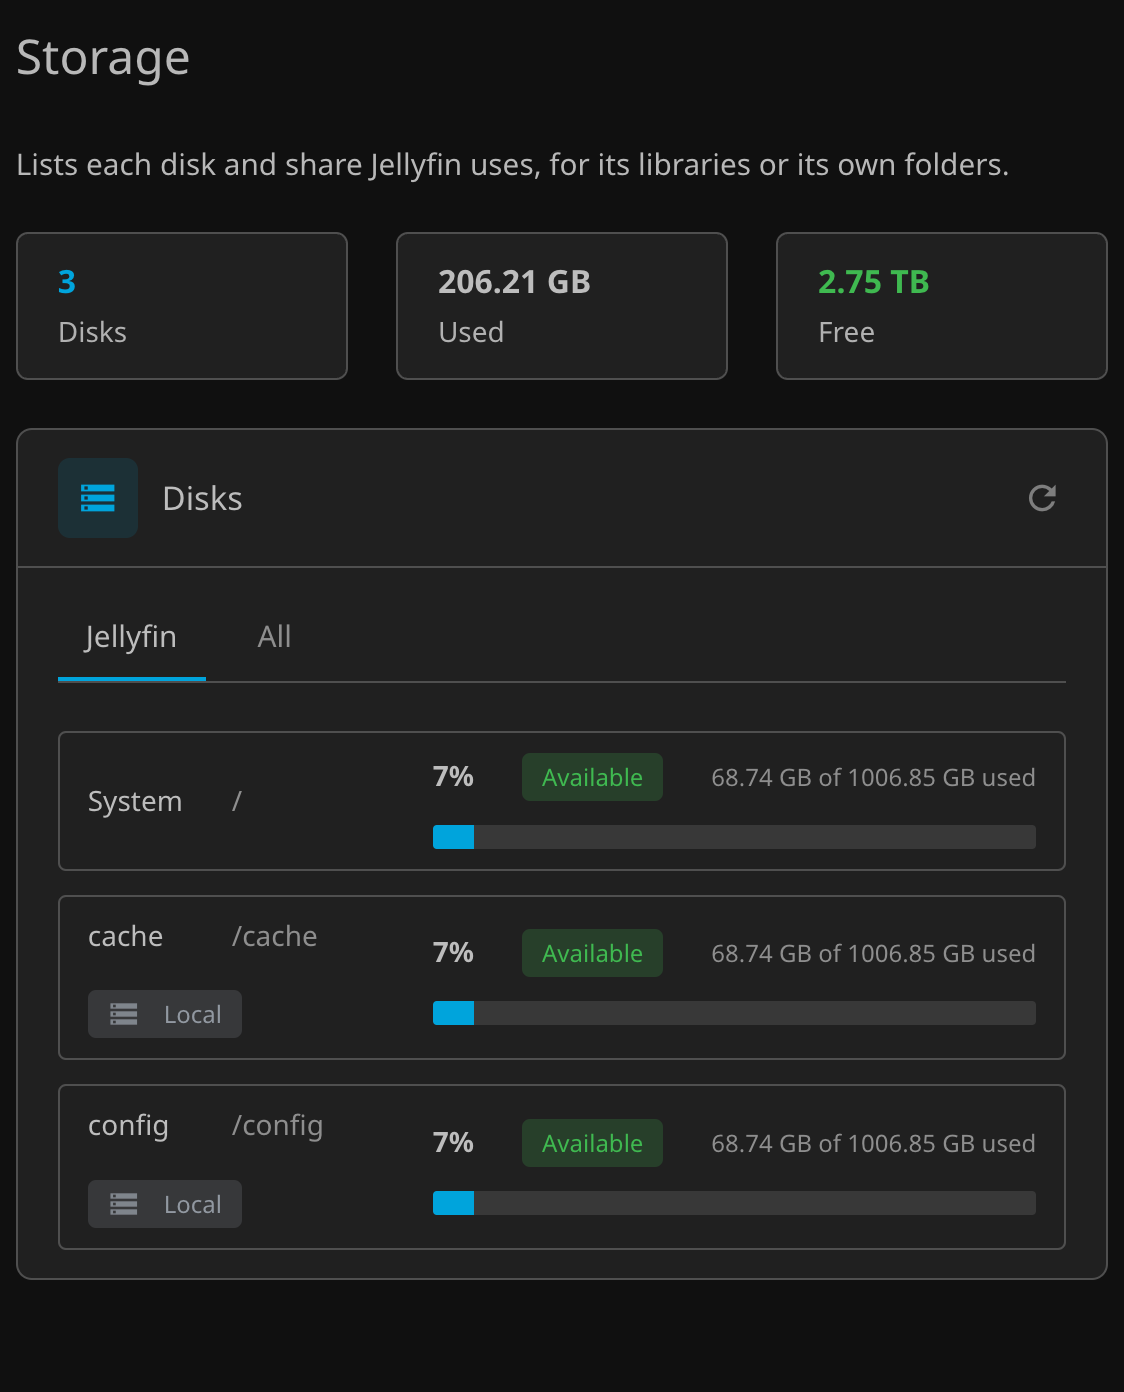 Storage
Lists each disk and share Jellyfin uses, for its libraries or its own folders.
3
Disks
206.21 GB
Used
2.75 TB
Free
Disks
Jellyfin All
System / 7% Available 68.74 GB of 1006.85 GB used
cache /cache 7% Available 68.74 GB of 1006.85 GB used
Local
config /config 7% Available 68.74 GB of 1006.85 GB used
Local